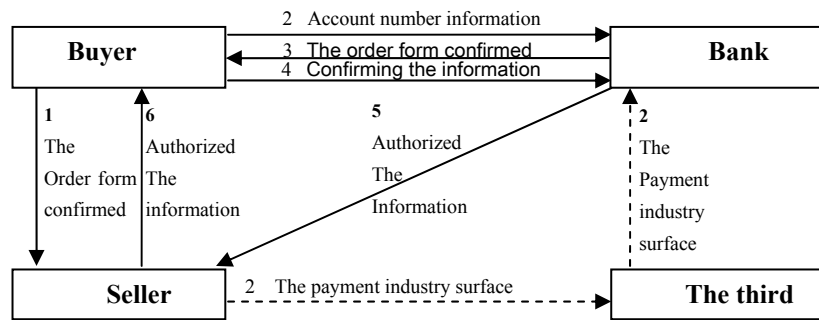 2 Account number information
Buyer
3 The order form confirmed
Bank
4 Confirming the information
1
The
Order form
confirmed
6
Authorized
The
information
5
Authorized
The
Information
2
The
Payment
industry
surface
Seller
2 The payment industry surface
The third